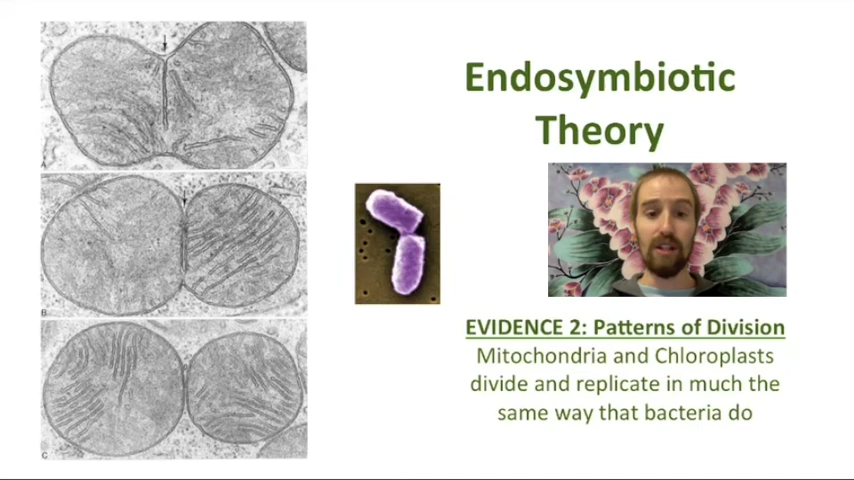 Endosymbiotic
Theory
A
B
C
EVIDENCE 2: Patterns of Division
Mitochondria and Chloroplasts
divide and replicate in much the
same way that bacteria do